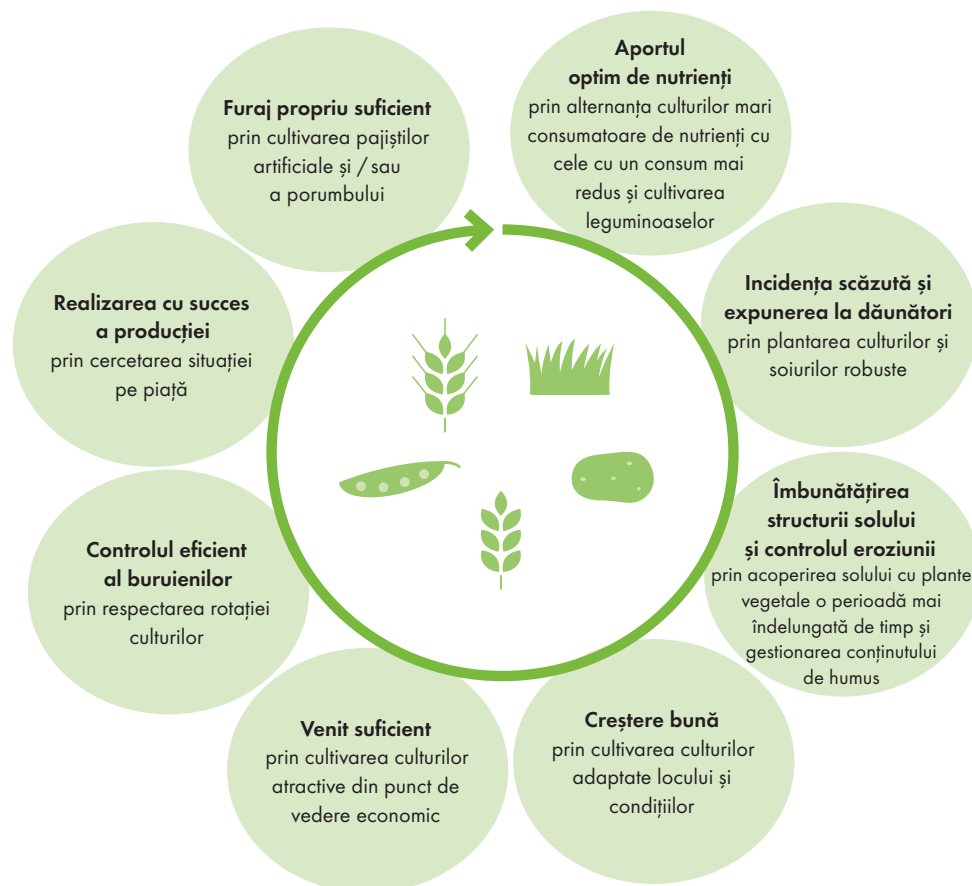 Aportul
optim de nutrienți
prin alternanța culturilor mari
consumatoare de nutrienți cu
cele cu un consum mai
redus și cultivarea
leguminoaselor
Incidența scăzută și
expunerea la dăunători
prin plantarea culturilor și
soiurilor robuste
Îmbunătățirea
structurii solului
și controlul eroziunii
prin acoperirea solului cu plante
vegetale o perioadă mai
îndelungată de timp și
gestionarea conținutului
de humus
Creștere bună
prin cultivarea culturilor
adaptate locului și
condițiilor
Venit suficient
prin cultivarea culturilor
atractive din punct de
vedere economic
Controlul eficient
al buruienilor
prin respectarea rotației
culturilor
Realizarea cu succes
a producției
prin cercetarea situației
pe piață
Furaj propriu suficient
prin cultivarea pajiștilor
artificiale și / sau
a porumbului